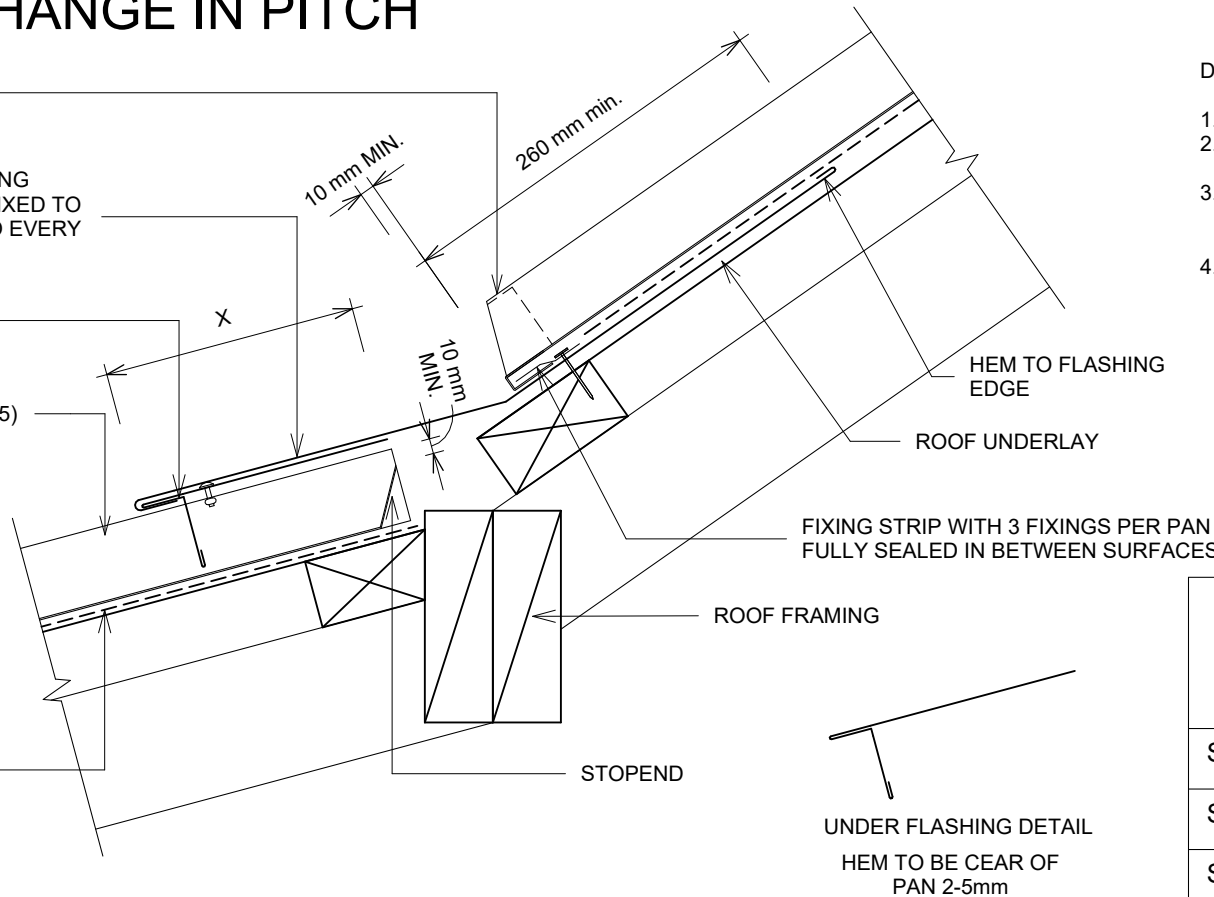 HANGE IN PITCH
10 mm MIN.
260 mm min.
D
1.
2.
3.
4.
NG
IXED TO
D EVERY
X
10 mm
MIN.
5)
HEM TO FLASHING
EDGE
ROOF UNDERLAY
FIXING STRIP WITH 3 FIXINGS PER PAN
FULLY SEALED IN BETWEEN SURFACES
ROOF FRAMING
STOPEND
UNDER FLASHING DETAIL
HEM TO BE CEAR OF
PAN 2-5mm
S
S
S